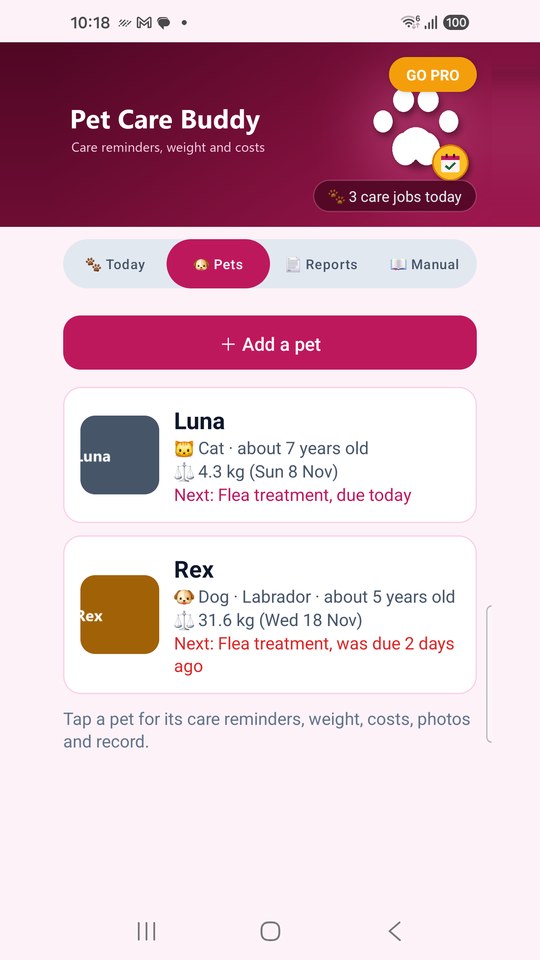 10:18
100
GO PRO
Pet Care Buddy
Care reminders, weight and costs
🐾 3 care jobs today
🐾 Today
🐶 Pets
📄 Reports
📖 Manual
+ Add a pet
Luna
Luna
🐱 Cat · about 7 years old
⚖️ 4.3 kg (Sun 8 Nov)
Next: Flea treatment, due today
Rex
Rex
🐶 Dog · Labrador · about 5 years old
⚖️ 31.6 kg (Wed 18 Nov)
Next: Flea treatment, was due 2 days
ago
Tap a pet for its care reminders, weight, costs, photos
and record.